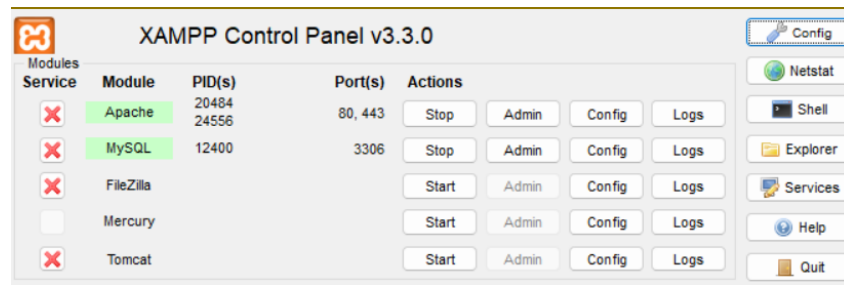 XAMPP Control Panel v3.3.0
Config
Modules
Service Module PID(s) Port(s) Actions
Netstat
Apache 20484 24556 80, 443 Stop Admin Config Logs
Shell
MySQL 12400 3306 Stop Admin Config Logs
Explorer
FileZilla Start Admin Config Logs
Services
Mercury Start Admin Config Logs
Help
Tomcat Start Admin Config Logs
Quit